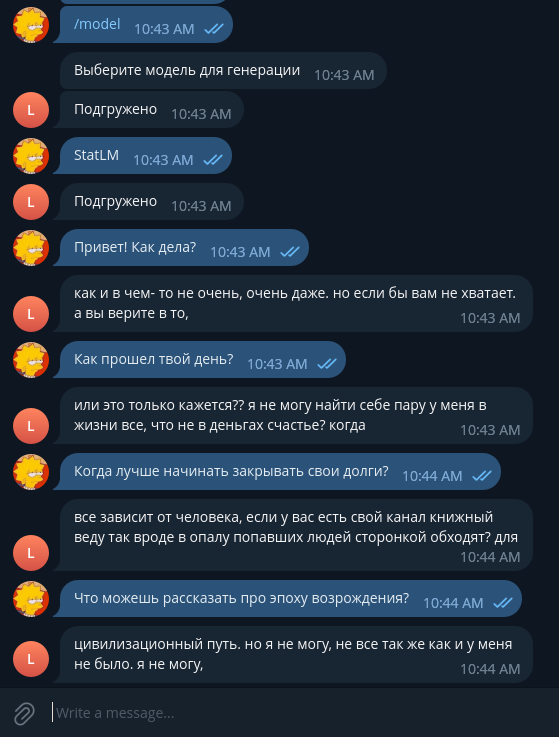 /model 10:43 AM
Выберите модель для генерации 10:43 AM
L
Подгружено 10:43 AM
StatLM 10:43 AM
L
Подгружено 10:43 AM
Привет! Как дела? 10:43 AM
как и в чем- то не очень, очень даже. но если бы вам не хватает.
L
а вы верите в то, 10:43 AM
Как прошел твой день? 10:43 AM
или это только кажется?? я не могу найти себе пару у меня в
L
жизни все, что не в деньгах счастье? когда 10:43 AM
Когда лучше начинать закрывать свои долги? 10:44 AM
все зависит от человека, если у вас есть свой канал книжный
веду так вроде в опалу попавших людей сторонкой обходят? для
L
10:44 AM
Что можешь рассказать про эпоху возрождения? 10:44 AM
цивилизационный путь. но я не могу, не все так же как и у меня
L
не было. я не могу, 10:44 AM
Write a message...